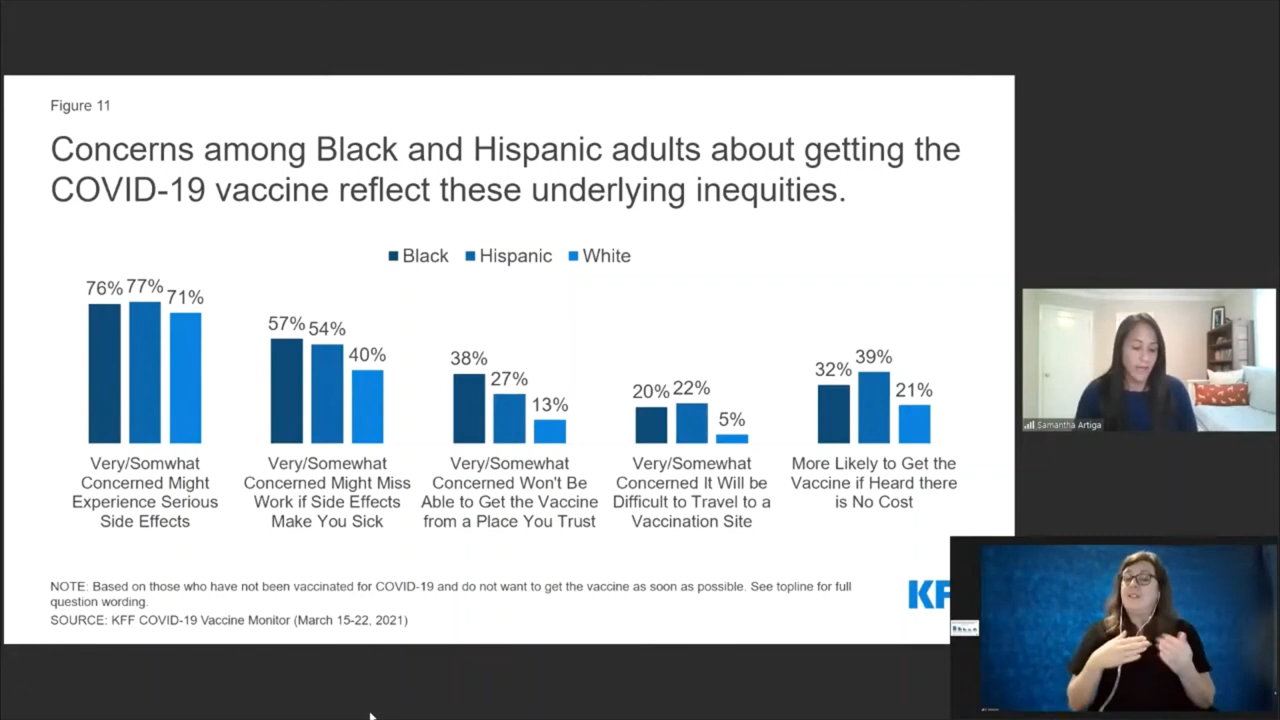 Figure 11
Concerns among Black and Hispanic adults about getting the
COVID-19 vaccine reflect these underlying inequities.
Black Hispanic White
76% 77% 71%
57% 54% 40%
38% 27% 13%
20% 22% 5%
32% 39% 21%
Very/Somwhat
Concerned Might
Experience Serious
Side Effects
Very/Somewhat
Concerned Might Miss
Work if Side Effects
Make You Sick
Very/Somewhat
Concerned Won't Be
Able to Get the Vaccine
from a Place You Trust
Very/Somewhat
Concerned It Will be
Difficult to Travel to a
Vaccination Site
More Likely to Get the
Vaccine if Heard there
is No Cost
NOTE: Based on those who have not been vaccinated for COVID-19 and do not want to get the vaccine as soon as possible. See topline for full
question wording.
SOURCE: KFF COVID-19 Vaccine Monitor (March 15-22, 2021)
KF
Samantha Artiga